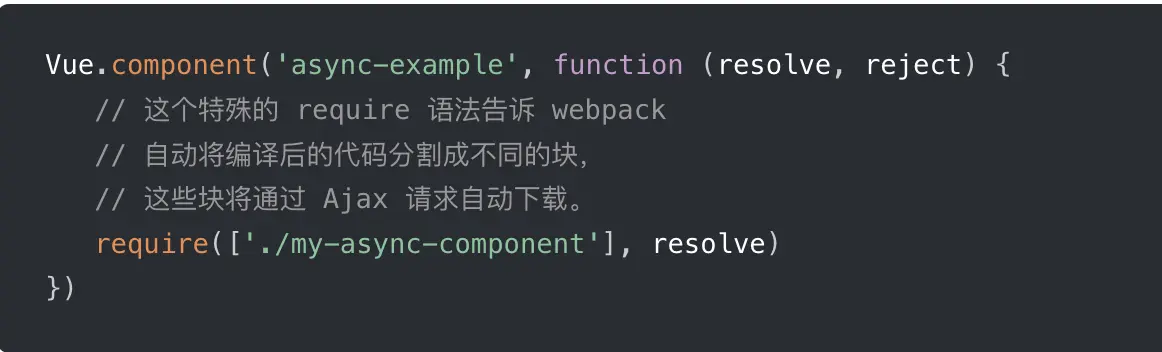 Vue.component('async-example', function (resolve, reject) {
// 这个特殊的 require 语法告诉 webpack
// 自动将编译后的代码分割成不同的块，
// 这些块将通过 Ajax 请求自动下载。
require(['./my-async-component'], resolve)
})